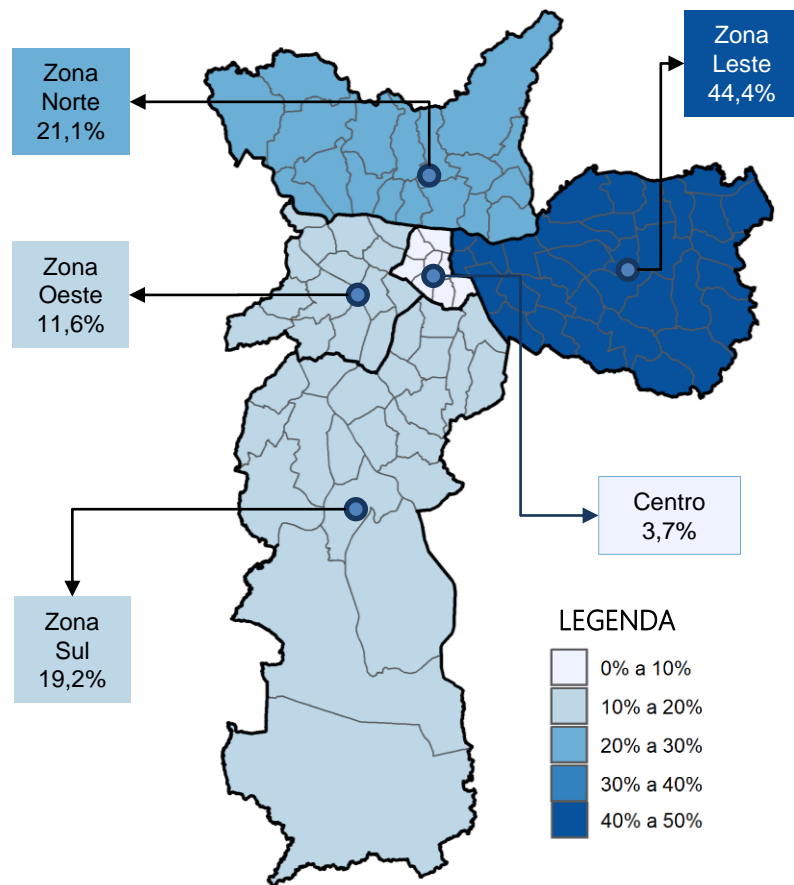 Zona
Norte
21,1%
Zona
Leste
44,4%
Zona
Oeste
11,6%
Centro
3,7%
Zona
Sul
19,2%
LEGENDA
0% a 10%
10% a 20%
20% a 30%
30% a 40%
40% a 50%